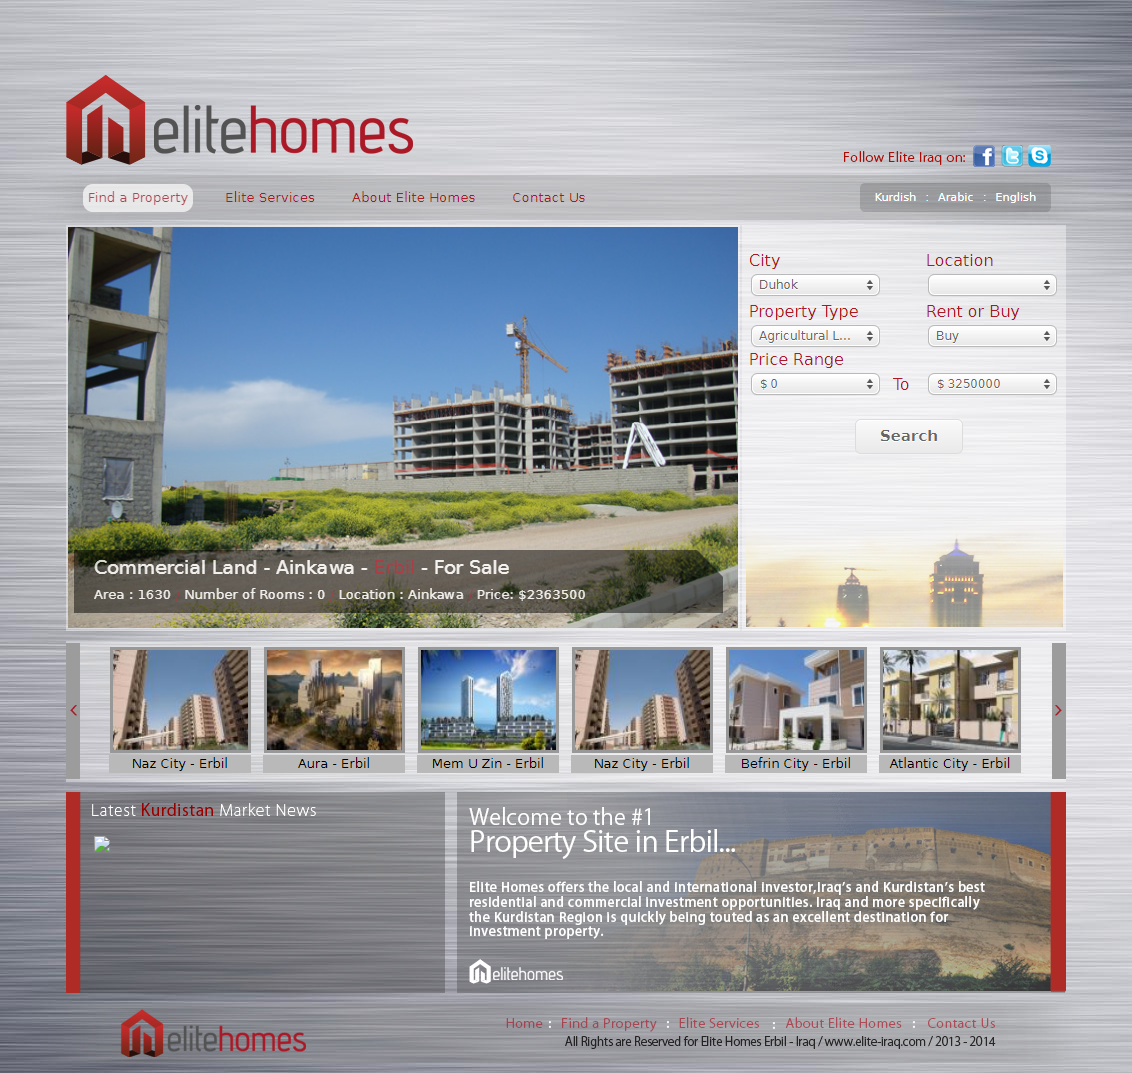 elitehomes
Follow Elite Iraq on:
Find a Property
Elite Services
About Elite Homes
Contact Us
Kurdish : Arabic : English
City
Location
Duhok
Property Type
Rent or Buy
Agricultural L...
Buy
Price Range
$ 0
To
$ 3250000
Search
Commercial Land - Ainkawa - Erbil - For Sale
Area : 1630 Number of Rooms : 0 Location : Ainkawa Price: $2363500
Naz City - Erbil
Aura - Erbil
Mem U Zin - Erbil
Naz City - Erbil
Befrin City - Erbil
Atlantic City - Erbil
Latest Kurdistan Market News
Welcome to the #1
Property Site in Erbil...
Elite Homes offers the local and international investor,Iraq's and Kurdistan's best
residential and commercial investment opportunities. Iraq and more specifically
the Kurdistan Region is quickly being touted as an excellent destination for
investment property.
elitehomes
elitehomes
Home : Find a Property : Elite Services : About Elite Homes : Contact Us
All Rights are Reserved for Elite Homes Erbil - Iraq / www.elite-iraq.com / 2013 - 2014